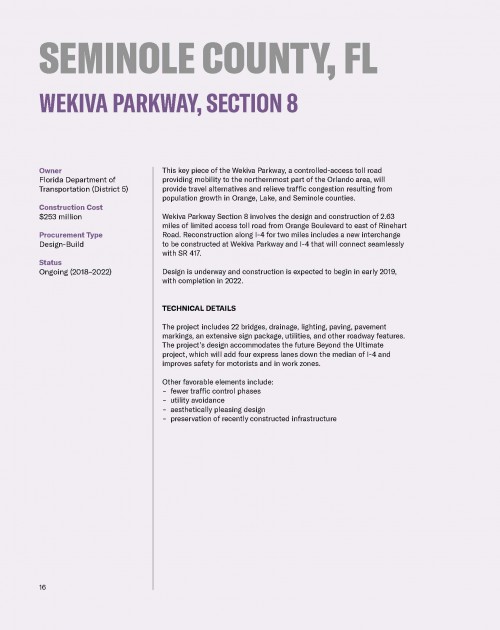 SEMINOLE COUNTY, FL
WEKIVA PARKWAY, SECTION 8
Owner
Florida Department of
Transportation (District 5)
Construction Cost
$253 million
Procurement Type
Design-Build
Status
Ongoing (2018–2022)
This key piece of the Wekiva Parkway, a controlled-access toll road
providing mobility to the northernmost part of the Orlando area, will
provide travel alternatives and relieve traffic congestion resulting from
population growth in Orange, Lake, and Seminole counties.
Wekiva Parkway Section 8 involves the design and construction of 2.63
miles of limited access toll road from Orange Boulevard to east of Rinehart
Road. Reconstruction along I-4 for two miles includes a new interchange
to be constructed at Wekiva Parkway and I-4 that will connect seamlessly
with SR 417.
Design is underway and construction is expected to begin in early 2019,
with completion in 2022.
TECHNICAL DETAILS
The project includes 22 bridges, drainage, lighting, paving, pavement
markings, an extensive sign package, utilities, and other roadway features.
The project's design accommodates the future Beyond the Ultimate
project, which will add four express lanes down the median of I-4 and
improves safety for motorists and in work zones.
Other favorable elements include:
– fewer traffic control phases
– utility avoidance
– aesthetically pleasing design
– preservation of recently constructed infrastructure
16